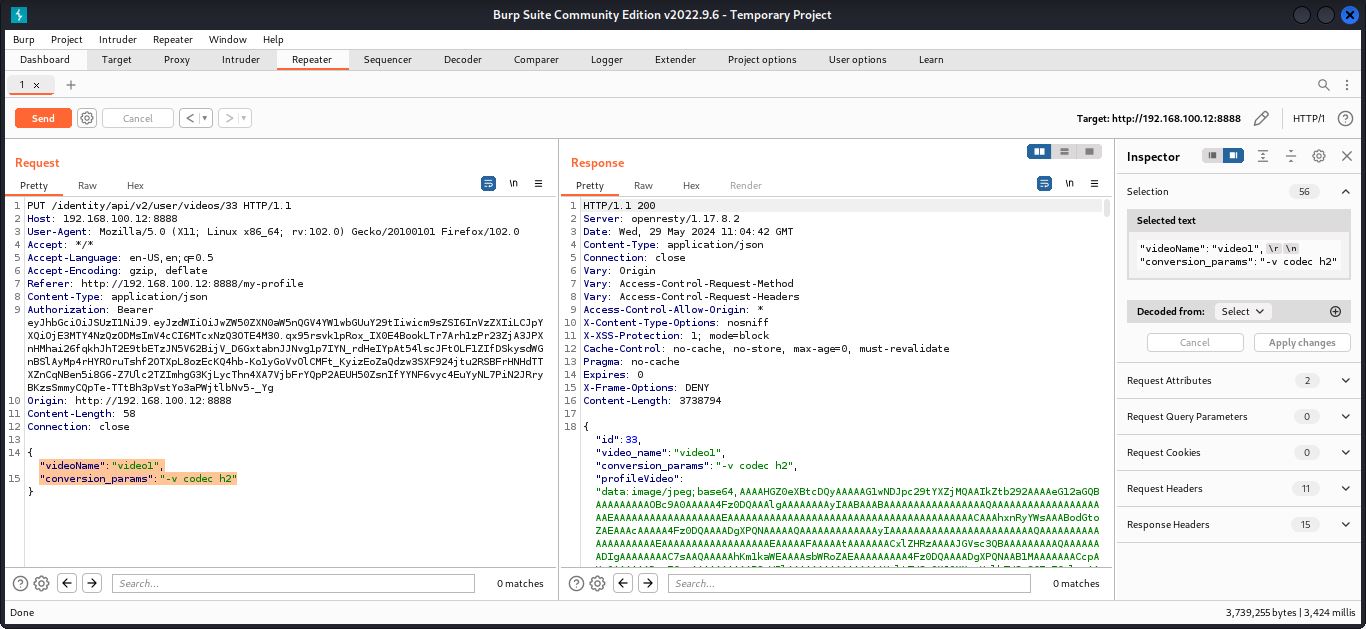 Burp Suite Community Edition v2022.9.6 - Temporary Project
Burp Project Intruder Repeater Window Help
Dashboard Target Proxy Intruder Repeater Sequencer Decoder Comparer Logger Extender Project options User options Learn
1 ×
Send Cancel < >
Target: http://192.168.100.12:8888 HTTP/1
Request
Pretty Raw Hex
\n
1 PUT /identity/api/v2/user/videos/33 HTTP/1.1
2 Host: 192.168.100.12:8888
3 User-Agent: Mozilla/5.0 (X11; Linux x86_64; rv:102.0) Gecko/20100101 Firefox/102.0
4 Accept: */*
5 Accept-Language: en-US,en;q=0.5
6 Accept-Encoding: gzip, deflate
7 Referer: http://192.168.100.12:8888/my-profile
8 Content-Type: application/json
9 Authorization: Bearer
10 Origin: http://192.168.100.12:8888
11 Content-Length: 58
12 Connection: close
13
14 {
"videoName":"video1",
15 "conversion_params":"-v codec h2"
}
Search...
0 matches
Response
Pretty Raw Hex Render
\n
1 HTTP/1.1 200
2 Server: openresty/1.17.8.2
3 Date: Wed, 29 May 2024 11:04:42 GMT
4 Content-Type: application/json
5 Connection: close
6 Vary: Origin
7 Vary: Access-Control-Request-Method
8 Vary: Access-Control-Request-Headers
9 Access-Control-Allow-Origin: *
10 X-Content-Type-Options: nosniff
11 X-XSS-Protection: 1; mode=block
12 Cache-Control: no-cache, no-store, max-age=0, must-revalidate
13 Pragma: no-cache
14 Expires: 0
15 X-Frame-Options: DENY
16 Content-Length: 3738794
17
18 {
"id":33,
"video_name":"video1",
"conversion_params":"-v codec h2",
"profileVideo":
Search...
0 matches
Inspector
Selection 56
Selected text
"videoName":"video1", \r \n
"conversion_params":"-v codec h2"
Decoded from: Select
Cancel Apply changes
Request Attributes 2
Request Query Parameters 0
Request Cookies 0
Request Headers 11
Response Headers 15
Done
3,739,255 bytes | 3,424 millis